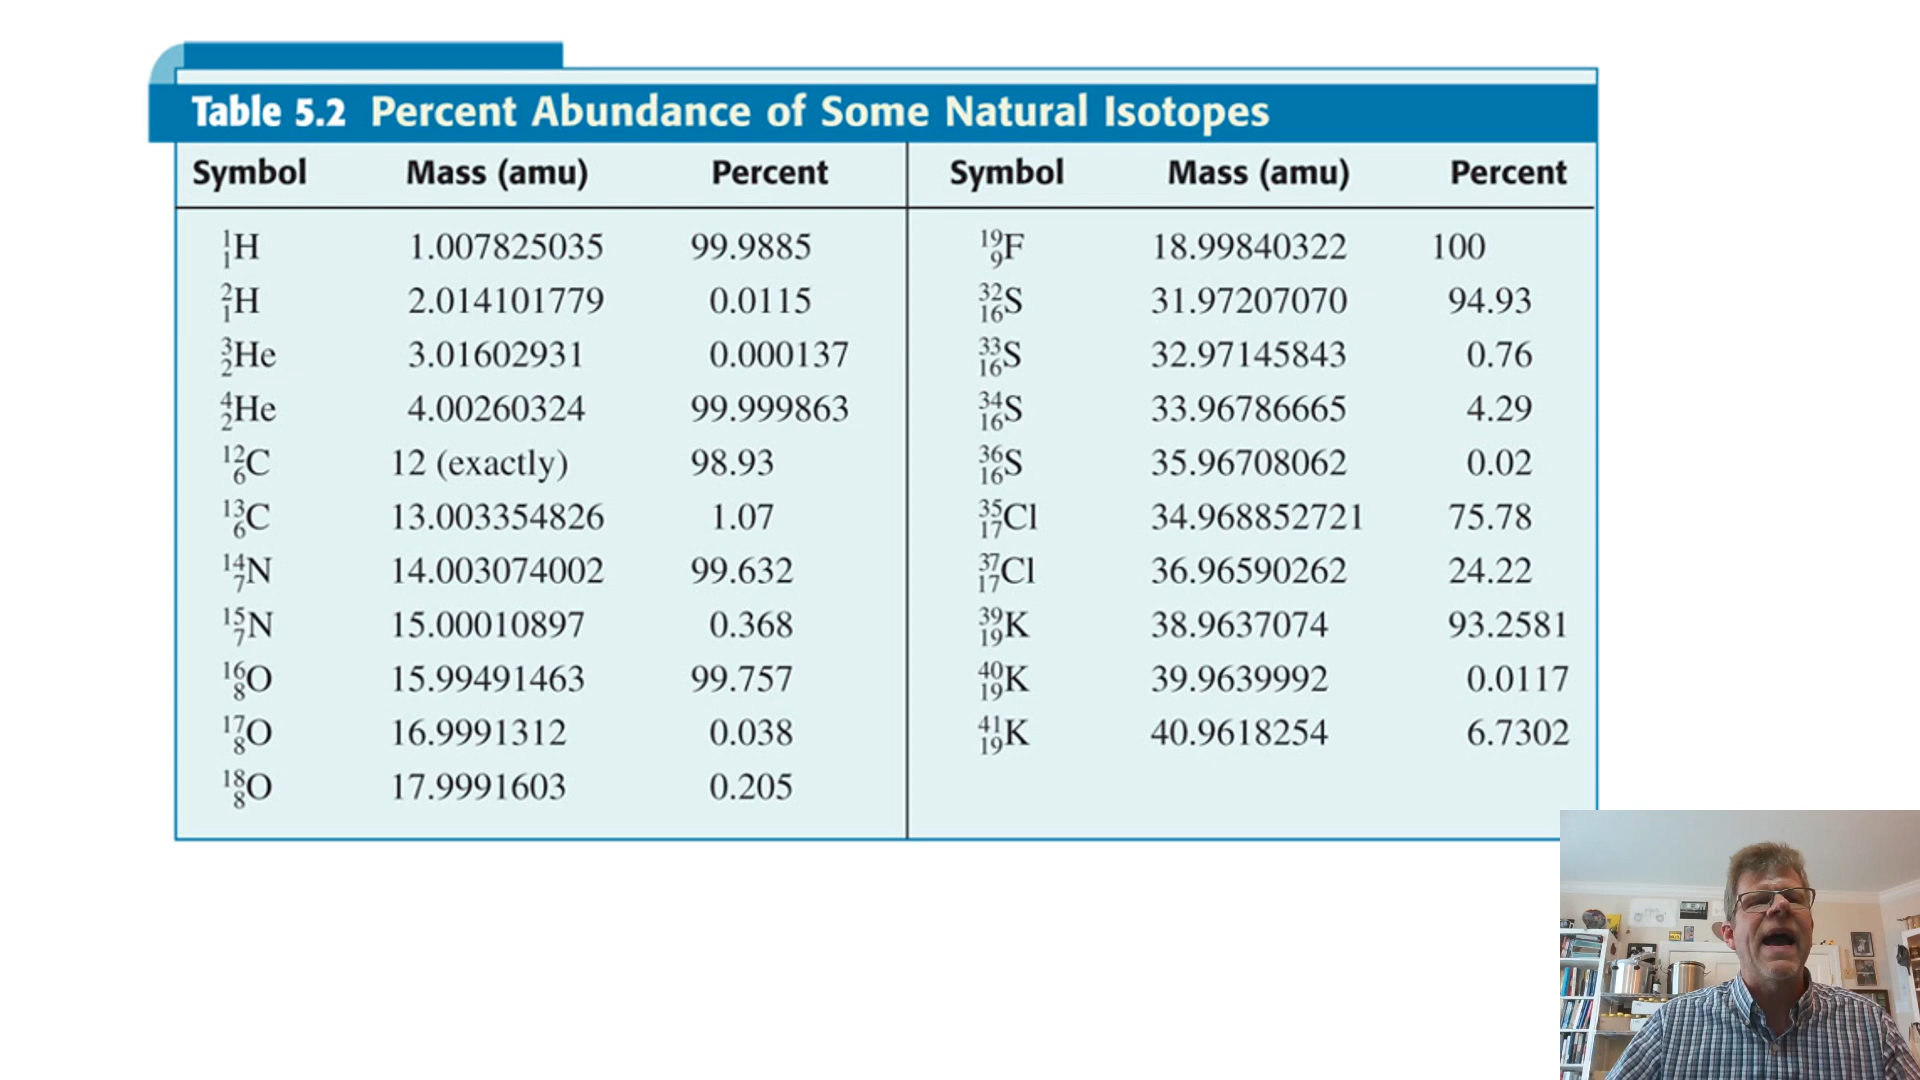 Table 5.2 Percent Abundance of Some Natural Isotopes
Symbol Mass (amu) Percent Symbol Mass (amu) Percent
¹₁H 1.007825035 99.9885 ¹⁹₉F 18.99840322 100
²₁H 2.014101779 0.0115 ³²₁₆S 31.97207070 94.93
³₂He 3.01602931 0.000137 ³³₁₆S 32.97145843 0.76
⁴₂He 4.00260324 99.999863 ³⁴₁₆S 33.96786665 4.29
¹²₆C 12 (exactly) 98.93 ³⁶₁₆S 35.96708062 0.02
¹³₆C 13.003354826 1.07 ³⁵₁₇Cl 34.968852721 75.78
¹⁴₇N 14.003074002 99.632 ³⁷₁₇Cl 36.96590262 24.22
¹⁵₇N 15.00010897 0.368 ³⁹₁₉K 38.9637074 93.2581
¹⁶₈O 15.99491463 99.757 ⁴⁰₁₉K 39.9639992 0.0117
¹⁷₈O 16.9991312 0.038 ⁴¹₁₉K 40.9618254 6.7302
¹⁸₈O 17.9991603 0.205